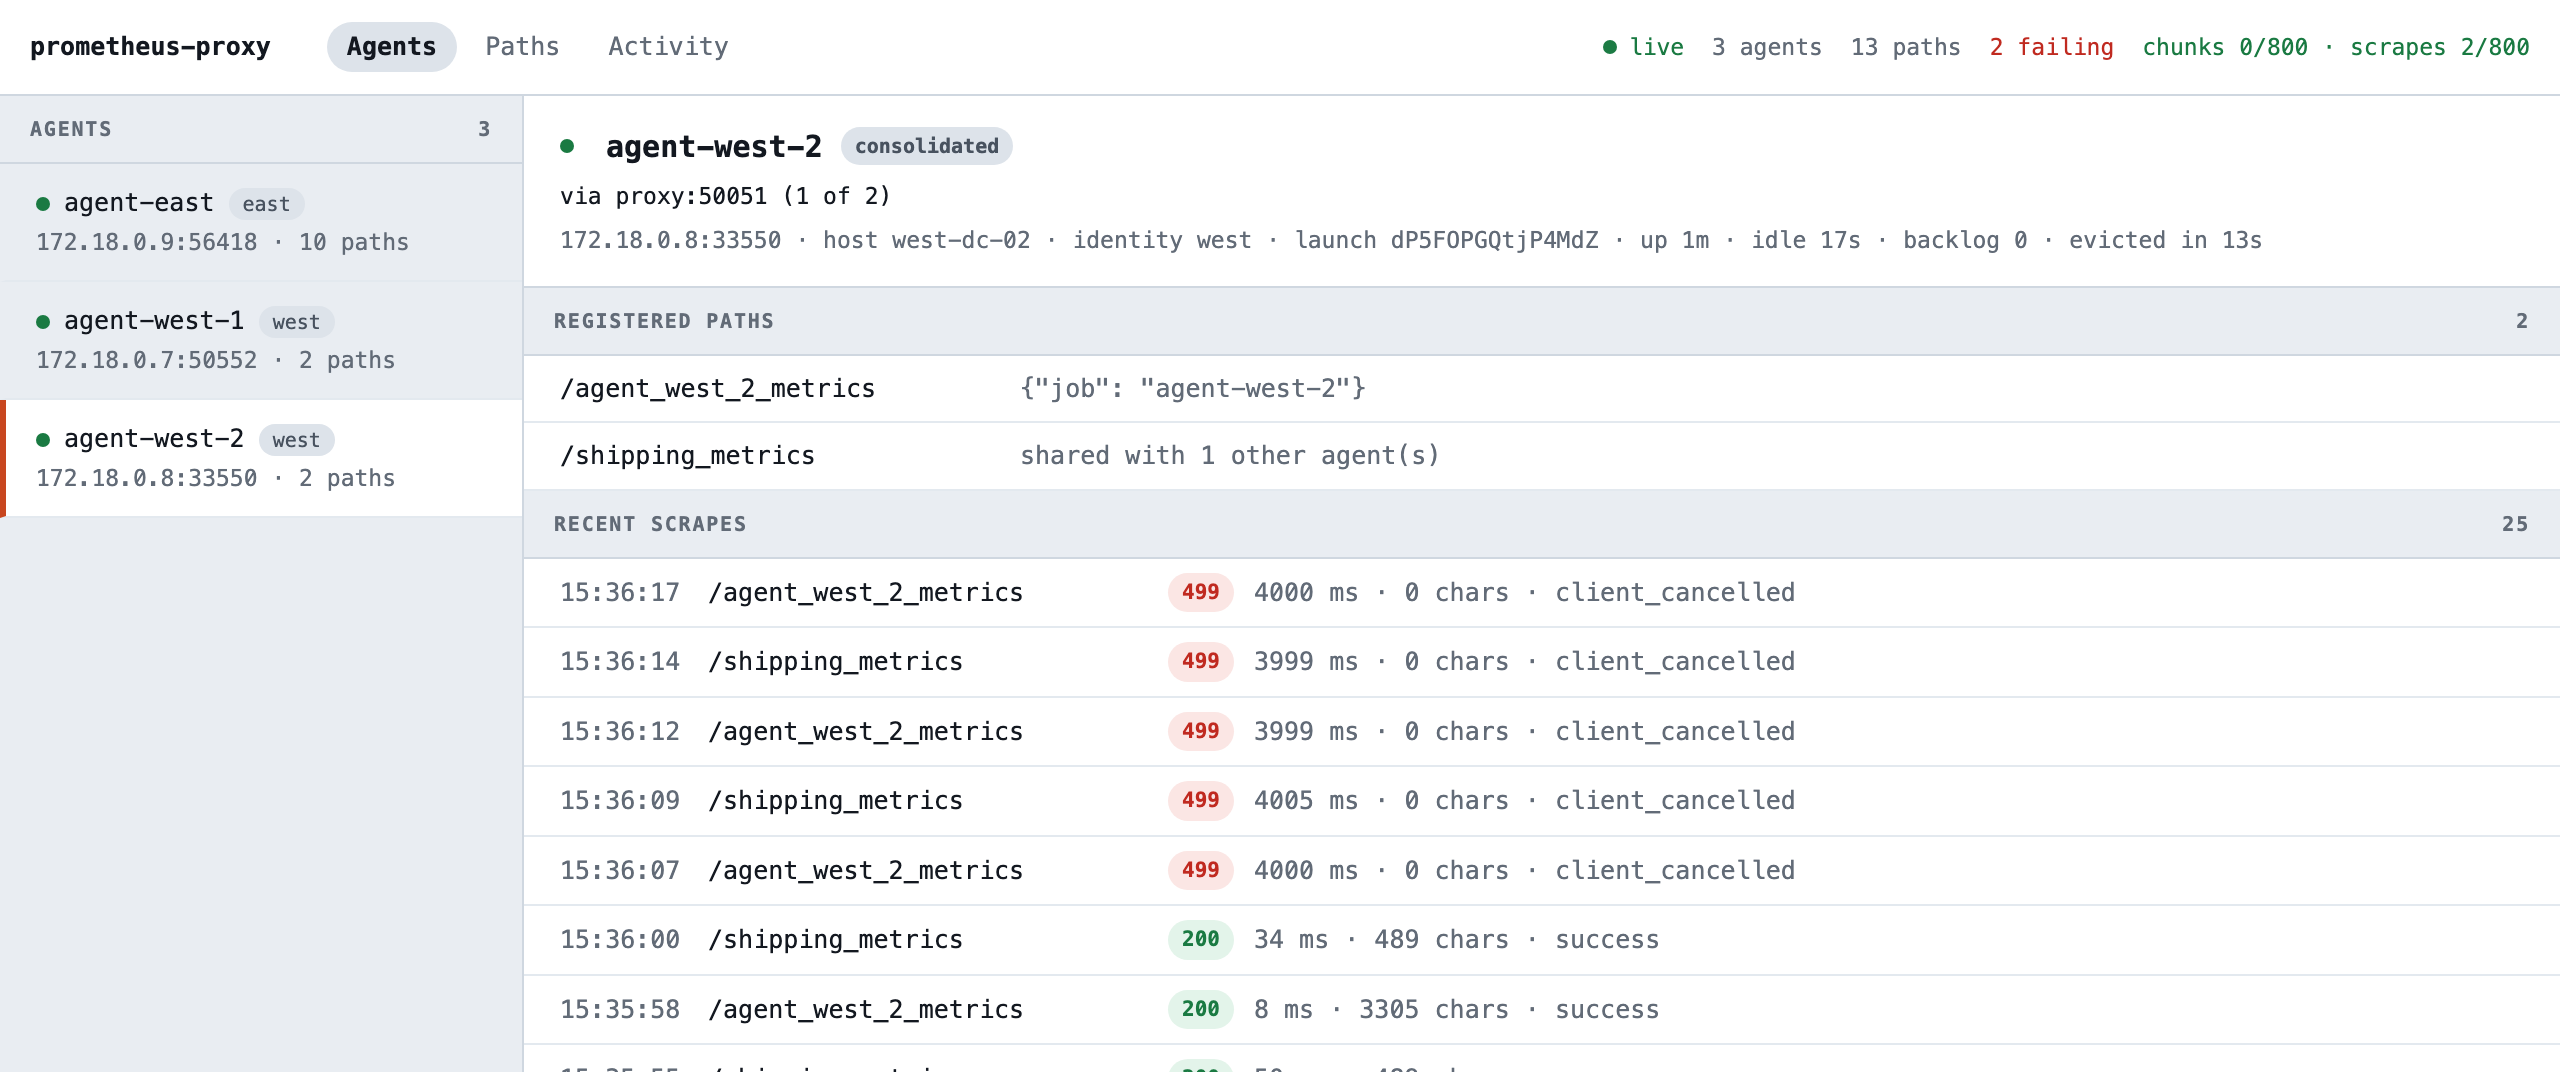 prometheus-proxy Agents Paths Activity live 3 agents 13 paths 2 failing chunks 0/800 · scrapes 2/800
AGENTS 3
agent-east east
172.18.0.9:56418 · 10 paths
agent-west-1 west
172.18.0.7:50552 · 2 paths
agent-west-2 west
172.18.0.8:33550 · 2 paths
agent-west-2 consolidated
via proxy:50051 (1 of 2)
172.18.0.8:33550 · host west-dc-02 · identity west · launch dP5FOPGQtjP4MdZ · up 1m · idle 17s · backlog 0 · evicted in 13s
REGISTERED PATHS 2
/agent_west_2_metrics {"job": "agent-west-2"}
/shipping_metrics shared with 1 other agent(s)
RECENT SCRAPES 25
15:36:17 /agent_west_2_metrics 499 4000 ms · 0 chars · client_cancelled
15:36:14 /shipping_metrics 499 3999 ms · 0 chars · client_cancelled
15:36:12 /agent_west_2_metrics 499 3999 ms · 0 chars · client_cancelled
15:36:09 /shipping_metrics 499 4005 ms · 0 chars · client_cancelled
15:36:07 /agent_west_2_metrics 499 4000 ms · 0 chars · client_cancelled
15:36:00 /shipping_metrics 200 34 ms · 489 chars · success
15:35:58 /agent_west_2_metrics 200 8 ms · 3305 chars · success